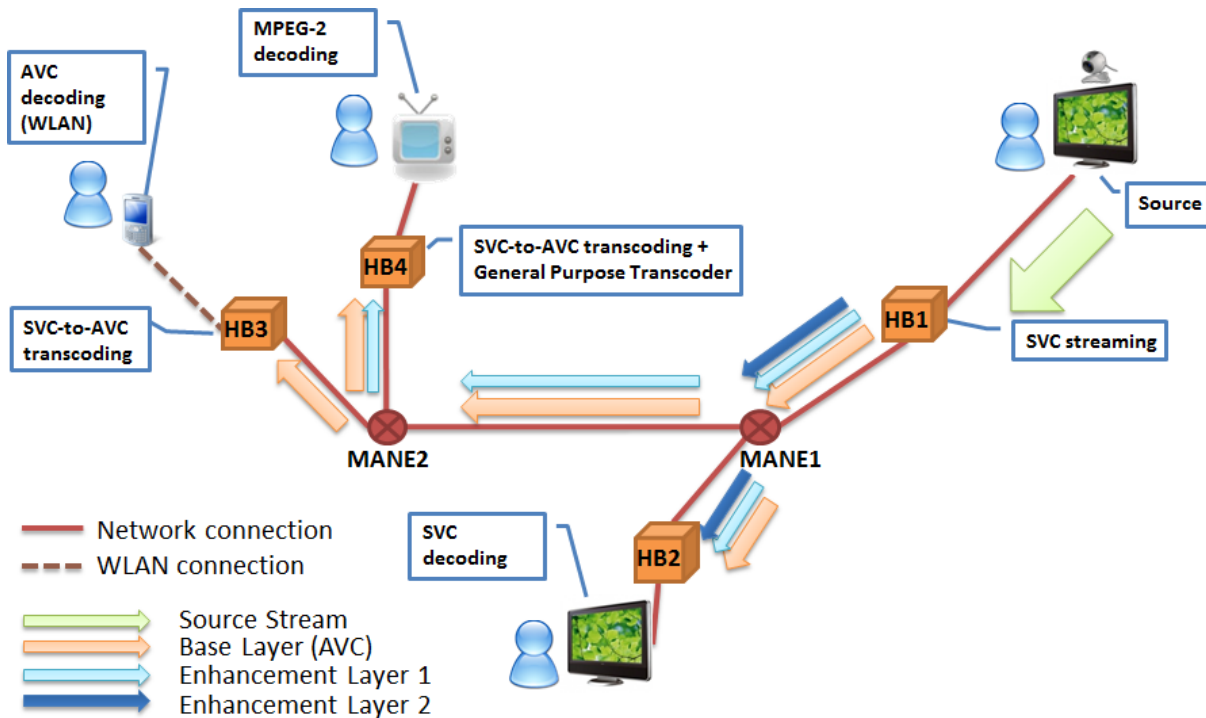 MPEG-2
decoding
AVC
decoding
(WLAN)
Source
SVC-to-AVC transcoding +
General Purpose Transcoder
HB4
HB1
HB3
SVC-to-AVC
transcoding
SVC streaming
MANE2
MANE1
SVC
decoding
HB2
Network connection
WLAN connection
Source Stream
Base Layer (AVC)
Enhancement Layer 1
Enhancement Layer 2